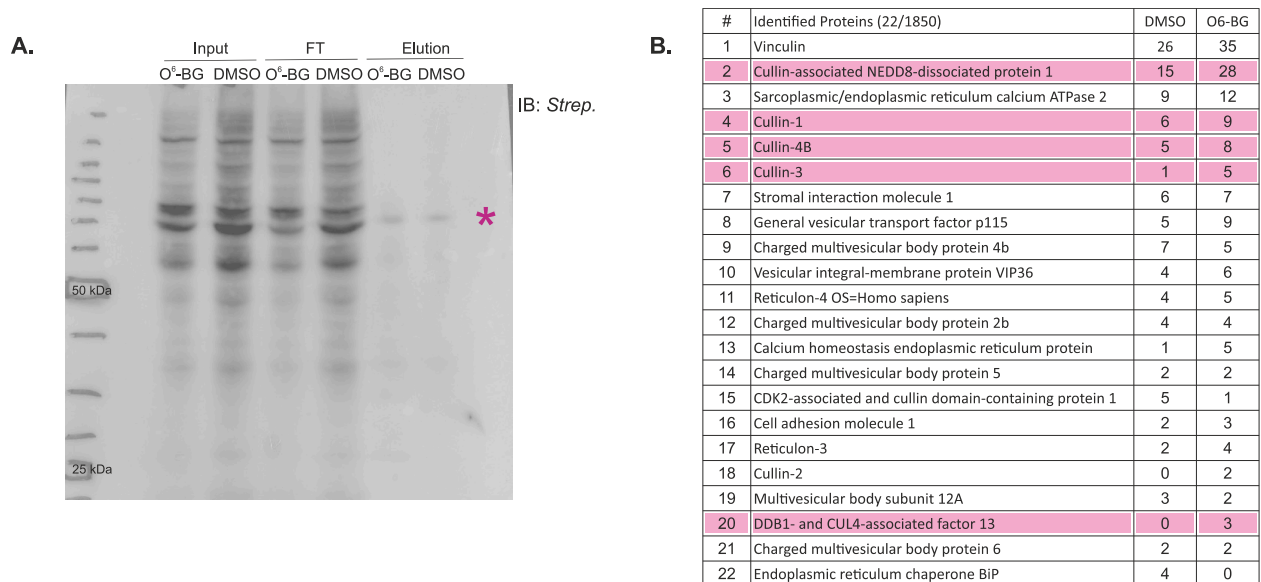 A.
Input FT Elution
O⁶-BG DMSO O⁶-BG DMSO O⁶-BG DMSO
IB: Strep.
*
50 kDa
25 kDa
B.
# Identified Proteins (22/1850) DMSO O6-BG
1 Vinculin 26 35
2 Cullin-associated NEDD8-dissociated protein 1 15 28
3 Sarcoplasmic/endoplasmic reticulum calcium ATPase 2 9 12
4 Cullin-1 6 9
5 Cullin-4B 5 8
6 Cullin-3 1 5
7 Stromal interaction molecule 1 6 7
8 General vesicular transport factor p115 5 9
9 Charged multivesicular body protein 4b 7 5
10 Vesicular integral-membrane protein VIP36 4 6
11 Reticulon-4 OS=Homo sapiens 4 5
12 Charged multivesicular body protein 2b 4 4
13 Calcium homeostasis endoplasmic reticulum protein 1 5
14 Charged multivesicular body protein 5 2 2
15 CDK2-associated and cullin domain-containing protein 1 5 1
16 Cell adhesion molecule 1 2 3
17 Reticulon-3 2 4
18 Cullin-2 0 2
19 Multivesicular body subunit 12A 3 2
20 DDB1- and CUL4-associated factor 13 0 3
21 Charged multivesicular body protein 6 2 2
22 Endoplasmic reticulum chaperone BiP 4 0